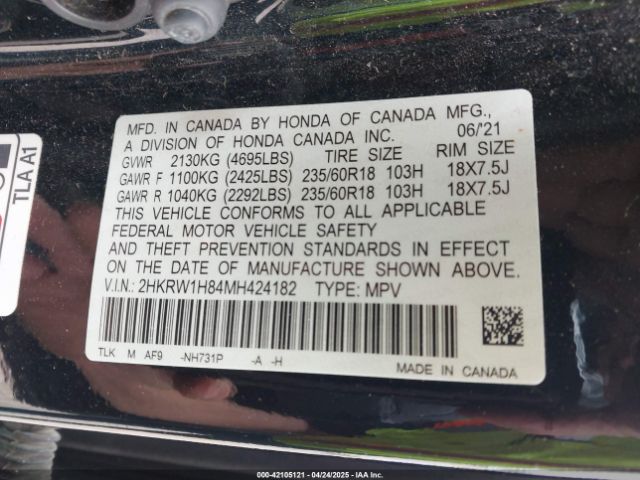 MFD. IN CANADA BY HONDA OF CANADA MFG.,
A DIVISION OF HONDA CANADA INC. 06/'21
GVWR 2130KG (4695LBS) TIRE SIZE RIM SIZE
GAWR F 1100KG (2425LBS) 235/60R18 103H 18X7.5J
GAWR R 1040KG (2292LBS) 235/60R18 103H 18X7.5J
THIS VEHICLE CONFORMS TO ALL APPLICABLE
FEDERAL MOTOR VEHICLE SAFETY
AND THEFT PREVENTION STANDARDS IN EFFECT
ON THE DATE OF MANUFACTURE SHOWN ABOVE.
V.I.N.: 2HKRW1H84MH424182 TYPE: MPV
TLK M AF9 -NH731P -A -H
MADE IN CANADA
TLA A1
000-42105121 - 04/24/2025 - IAA Inc.